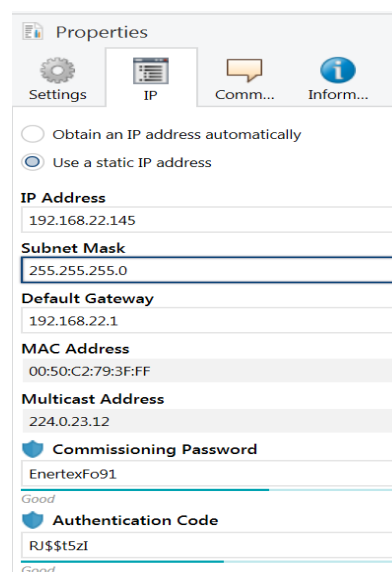 Properties
Settings IP Comm... Inform...
Obtain an IP address automatically
Use a static IP address
IP Address
192.168.22.145
Subnet Mask
255.255.255.0
Default Gateway
192.168.22.1
MAC Address
00:50:C2:79:3F:FF
Multicast Address
224.0.23.12
Commissioning Password
EnertexFo91
Good
Authentication Code
RJ$$t5zI
Good